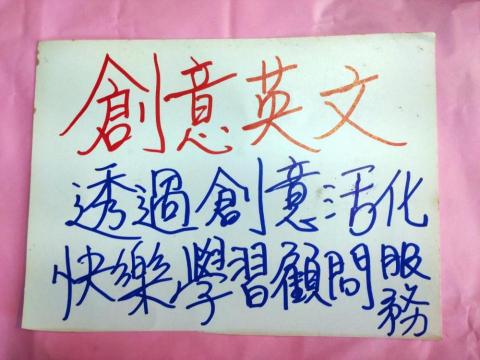 創意英文
透過創意活化
快樂學習顧問服務